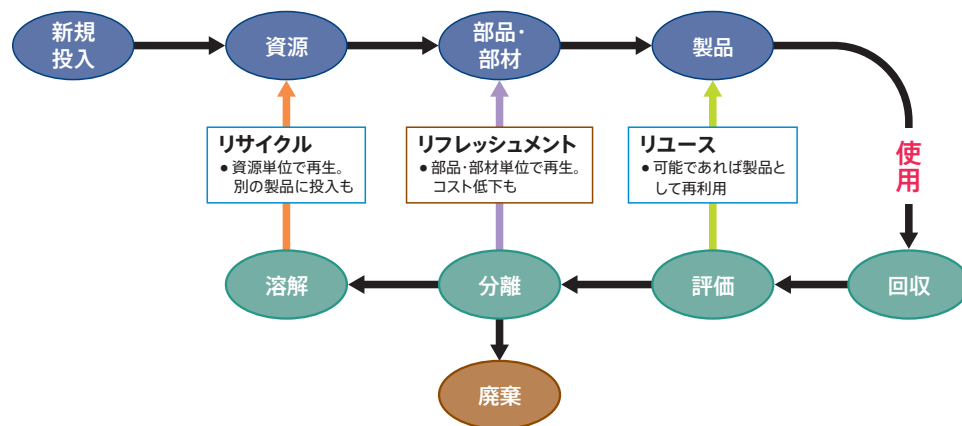 新規
投入
資源
部品・
部材
製品
リサイクル
● 資源単位で再生。
別の製品に投入も
リフレッシュメント
● 部品・部材単位で再生。
コスト低下も
リユース
● 可能であれば製品と
して再利用
使用
溶解
分離
評価
回収
廃棄